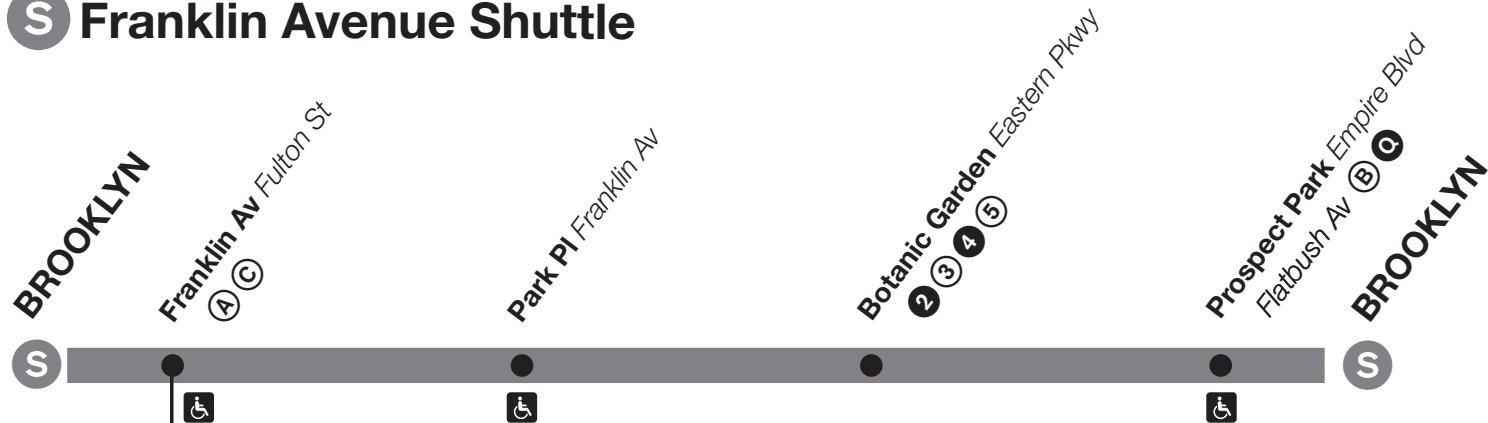 S Franklin Avenue Shuttle
BROOKLYN
Franklin Av Fulton St
A C
Park Pl Franklin Av
Botanic Garden Eastern Pkwy
2 3 4 5
Prospect Park Empire Blvd
Flatbush Av B Q
BROOKLYN
S
S